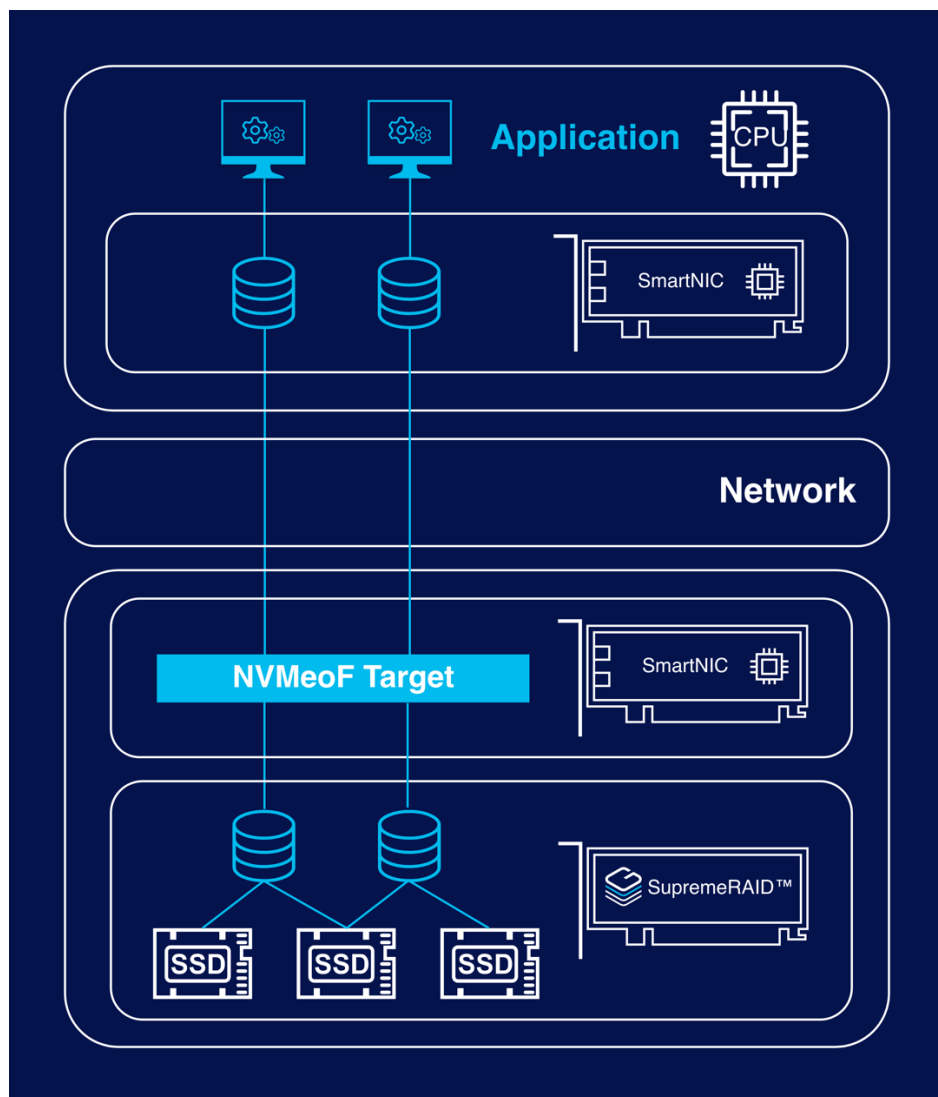 Application
CPU
SmartNIC
Network
NVMeoF Target
SmartNIC
SupremeRAID™
SSD
SSD
SSD